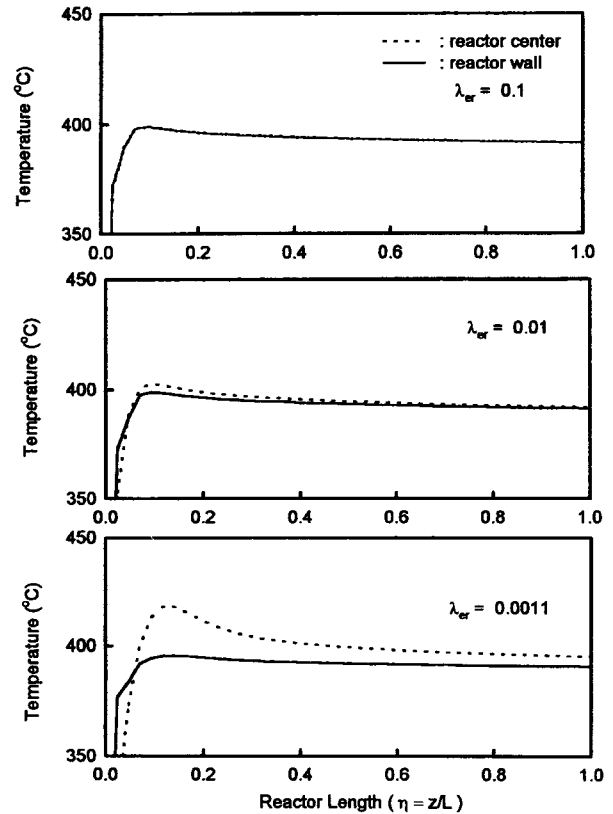 450
400
350
Temperature (°C)
: reactor center
: reactor wall
λer = 0.1
0.0 0.2 0.4 0.6 0.8 1.0
450
400
350
Temperature (°C)
λer = 0.01
0.0 0.2 0.4 0.6 0.8 1.0
450
400
350
Temperature (°C)
λer = 0.0011
0.0 0.2 0.4 0.6 0.8 1.0
Reactor Length ( η = z/L )